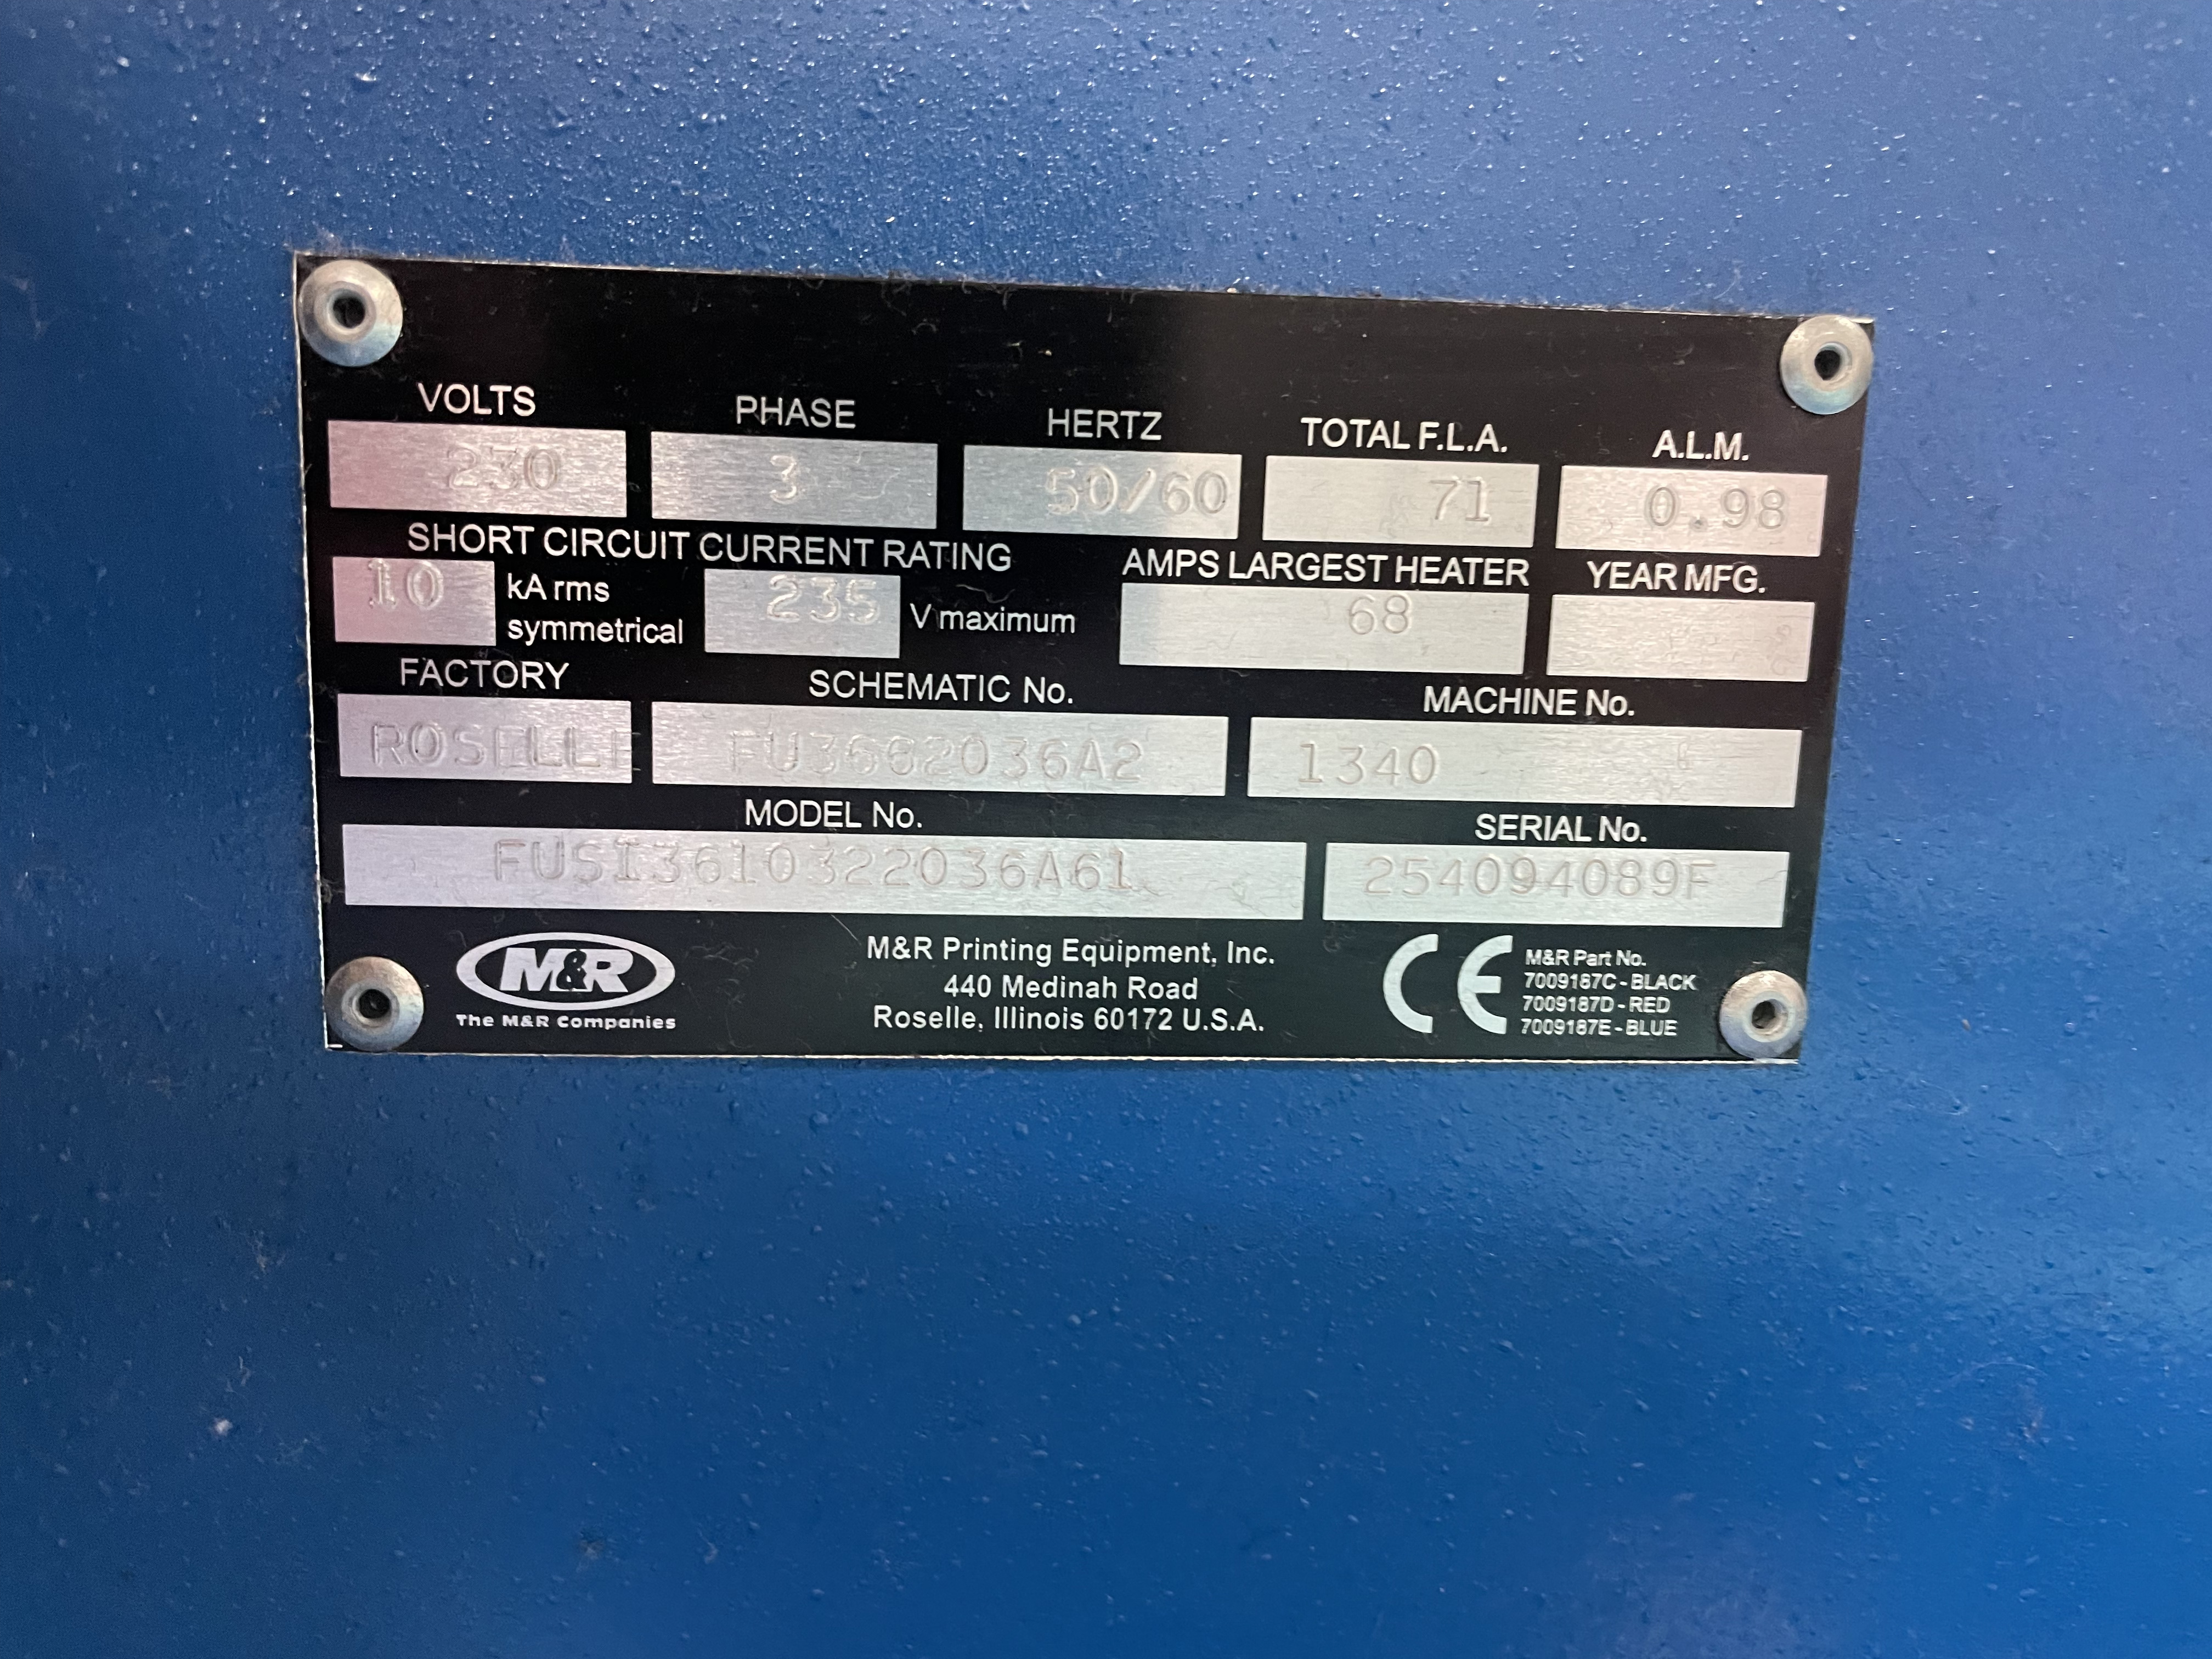 VOLTS PHASE HERTZ TOTAL F.L.A. A.L.M.
230 3 50/60 71 0.98
SHORT CIRCUIT CURRENT RATING AMPS LARGEST HEATER YEAR MFG.
10 kA rms symmetrical 235 V maximum 68
FACTORY SCHEMATIC No. MACHINE No.
ROSELLE 1340
MODEL No. SERIAL No.
FUSI3610322036A61 254094089F
M&R
The M&R Companies
M&R Printing Equipment, Inc.
440 Medinah Road
Roselle, Illinois 60172 U.S.A.
CE
M&R Part No.
7009187C - BLACK
7009187D - RED
7009187E - BLUE